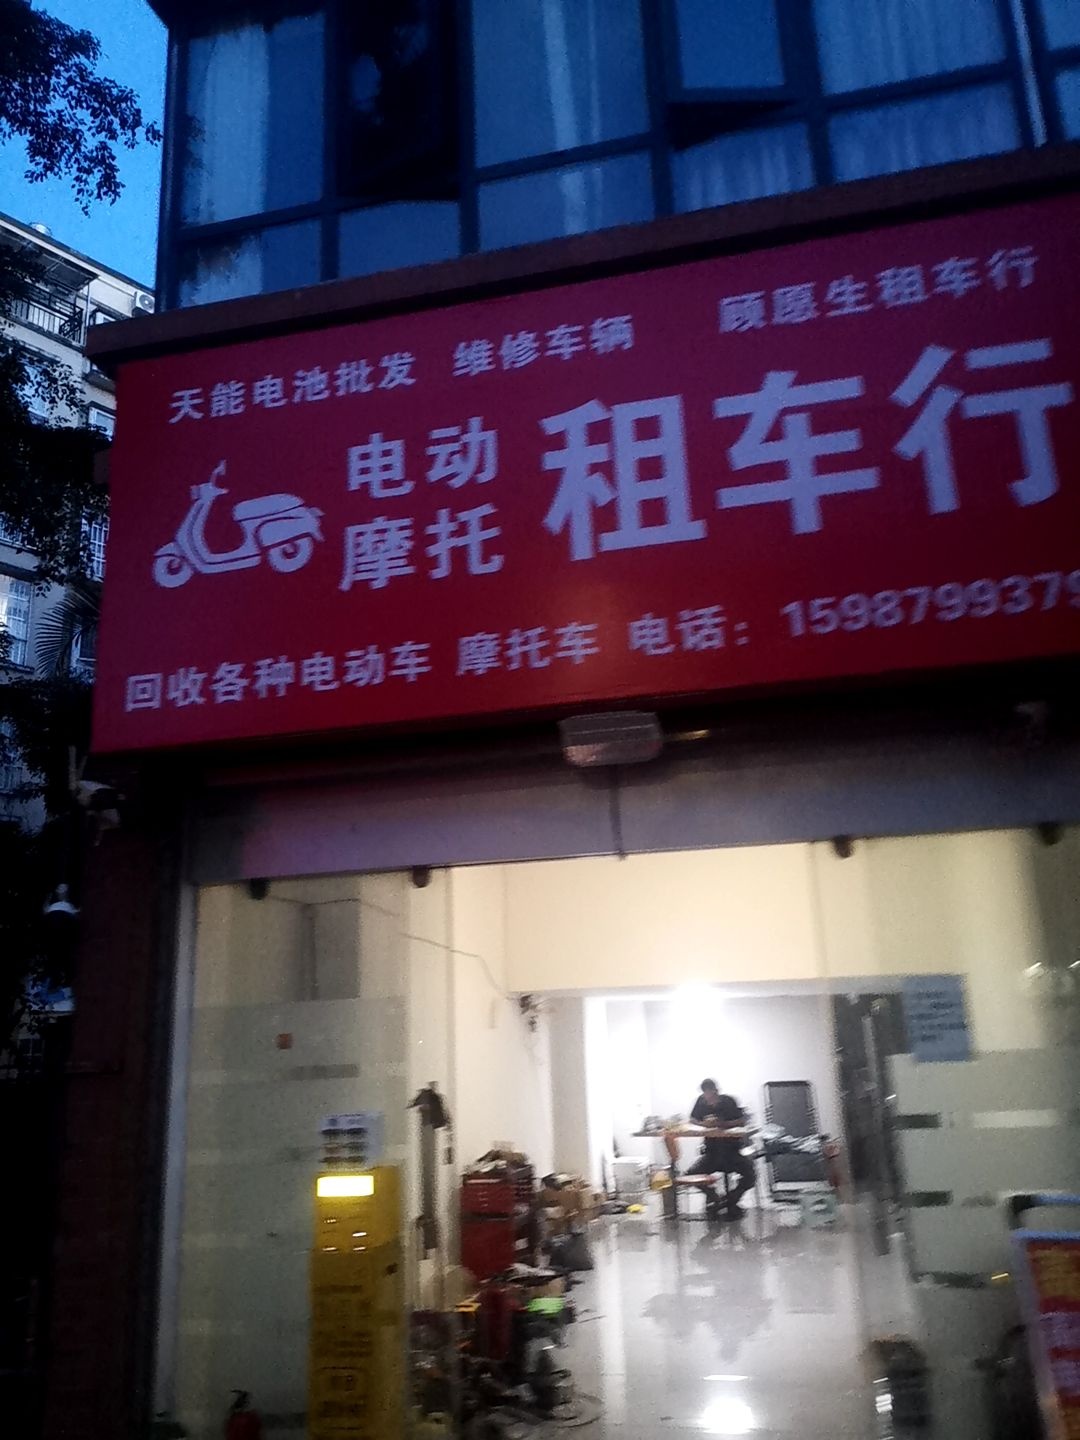 天能电池批发 维修车辆 顾愿生租车行
电动
摩托
租车行
回收各种电动车 摩托车 电话：1598799379